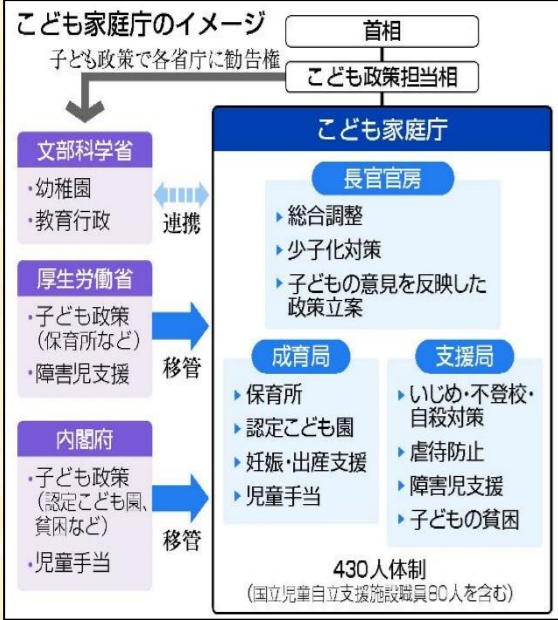 こども家庭庁のイメージ
首相
子ども政策で各省庁に勧告権
こども政策担当相
文部科学省
・幼稚園
・教育行政
連携
厚生労働省
・子ども政策
(保育所など)
・障害児支援
移管
内閣府
・子ども政策
(認定こども園、
貧困など)
・児童手当
移管
こども家庭庁
長官官房
総合調整
少子化対策
子どもの意見を反映した
政策立案
成育局
保育所
認定こども園
妊娠・出産支援
児童手当
支援局
いじめ・不登校・
自殺対策
虐待防止
障害児支援
子どもの貧困
430人体制
(国立児童自立支援施設職員80人を含む)